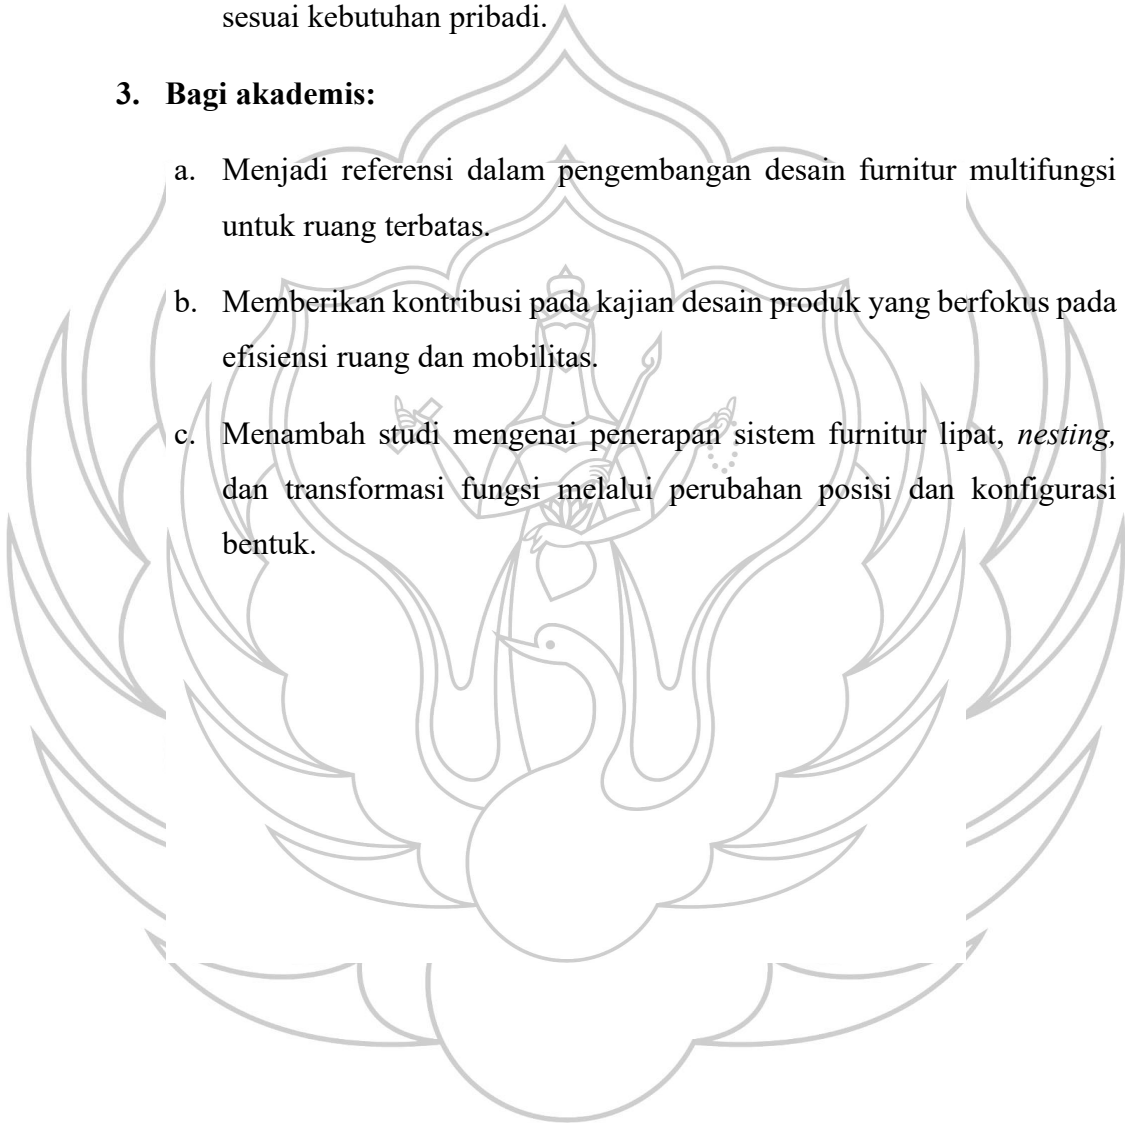 sesuai kebutuhan pribadi.
3. Bagi akademis:
a. Menjadi referensi dalam pengembangan desain furnitur multifungsi
untuk ruang terbatas.
b. Memberikan kontribusi pada kajian desain produk yang berfokus pada
efisiensi ruang dan mobilitas.
c. Menambah studi mengenai penerapan sistem furnitur lipat, nesting,
dan transformasi fungsi melalui perubahan posisi dan konfigurasi
bentuk.